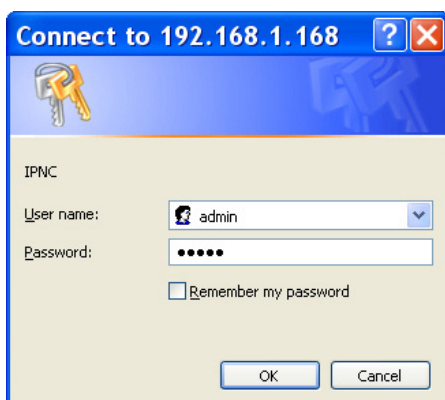 Connect to 192.168.1.168
IPNC
User name: admin
Password: •••••
Remember my password
OK Cancel